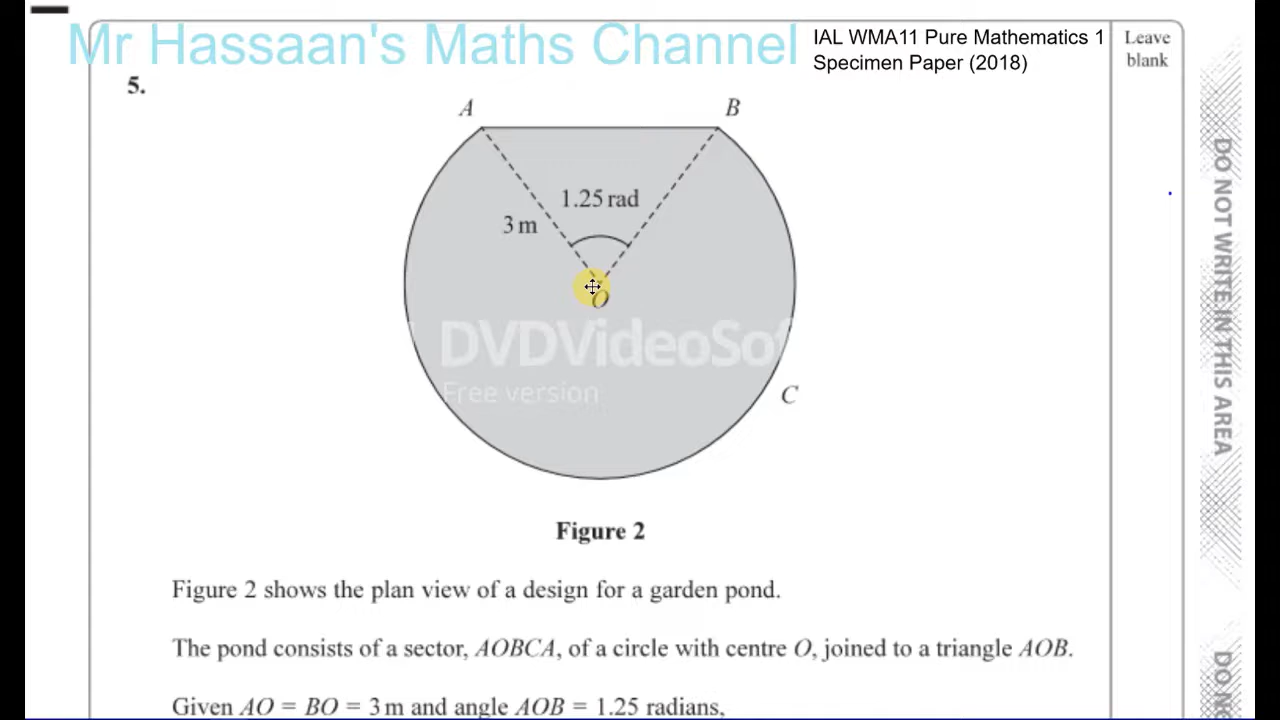 Mr Hassaan's Maths Channel
IAL WMA11 Pure Mathematics 1
Specimen Paper (2018)
Leave
blank
5.
A
B
1.25 rad
3 m
O
DVDVideoSof
Free version
C
Figure 2
Figure 2 shows the plan view of a design for a garden pond.
The pond consists of a sector, AOBCA, of a circle with centre O, joined to a triangle AOB.
Given AO = BO = 3 m and angle AOB = 1.25 radians,
DO NOT WRITE IN THIS AREA
DO NO